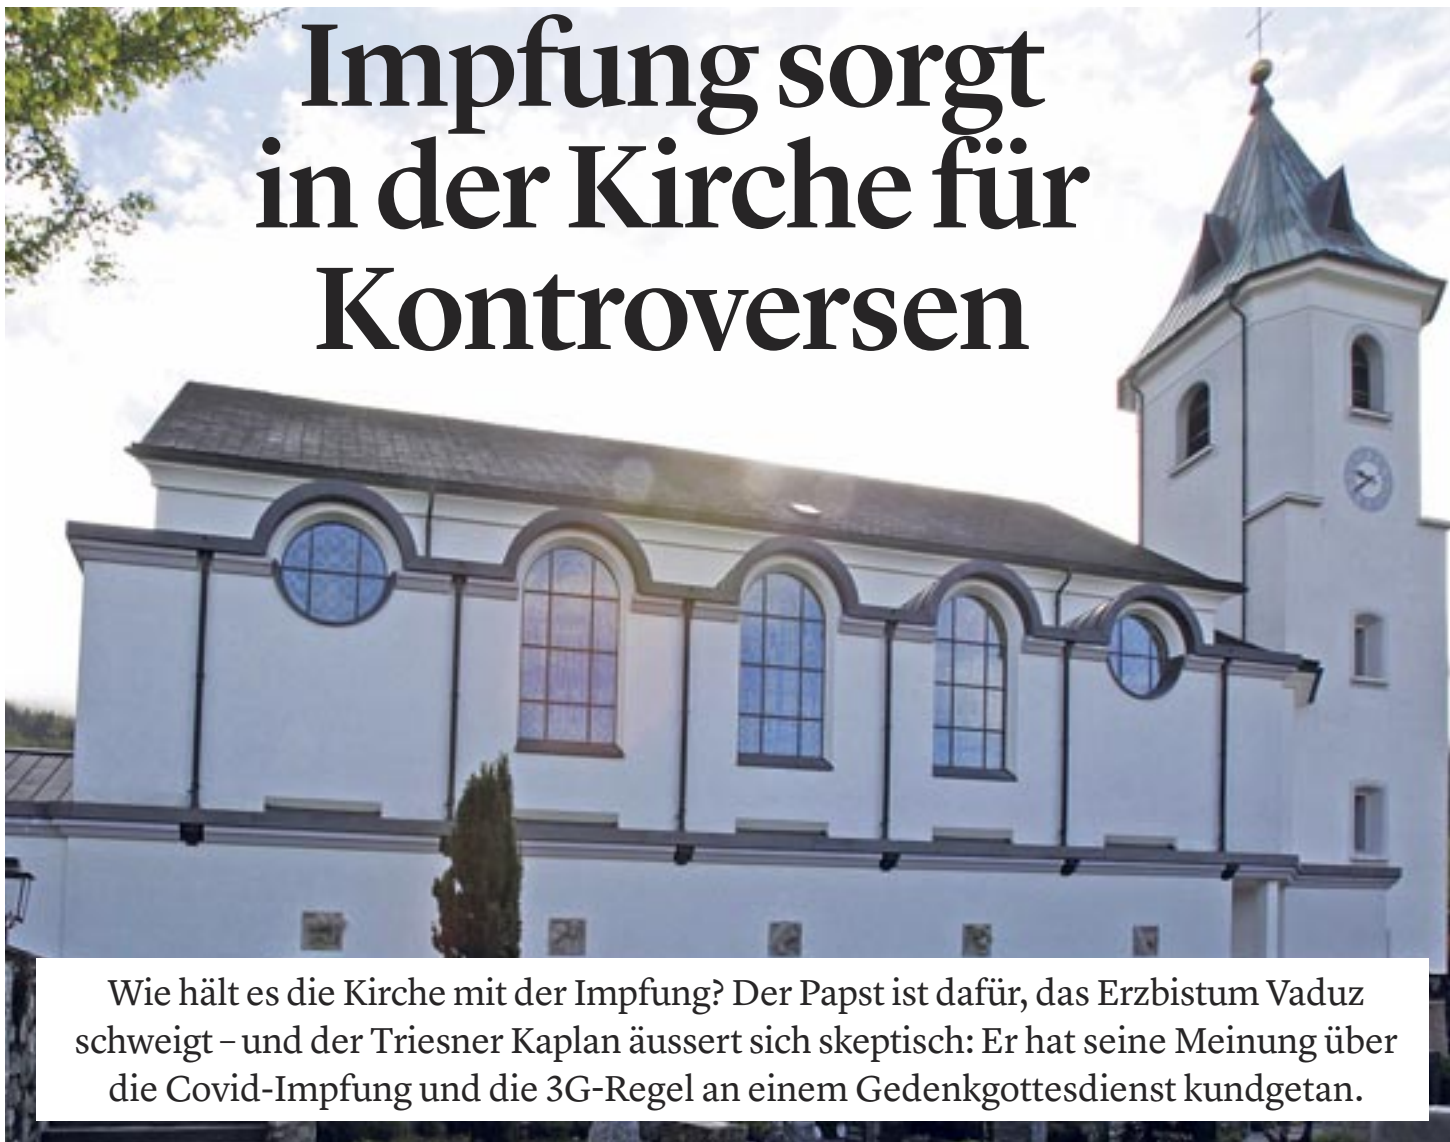 Impfung sorgt
in der Kirche für
Kontroversen
Wie hält es die Kirche mit der Impfung? Der Papst ist dafür, das Erzbistum Vaduz
schweigt – und der Triesner Kaplan äussert sich skeptisch: Er hat seine Meinung über
die Covid-Impfung und die 3G-Regel an einem Gedenkgottesdienst kundgetan.